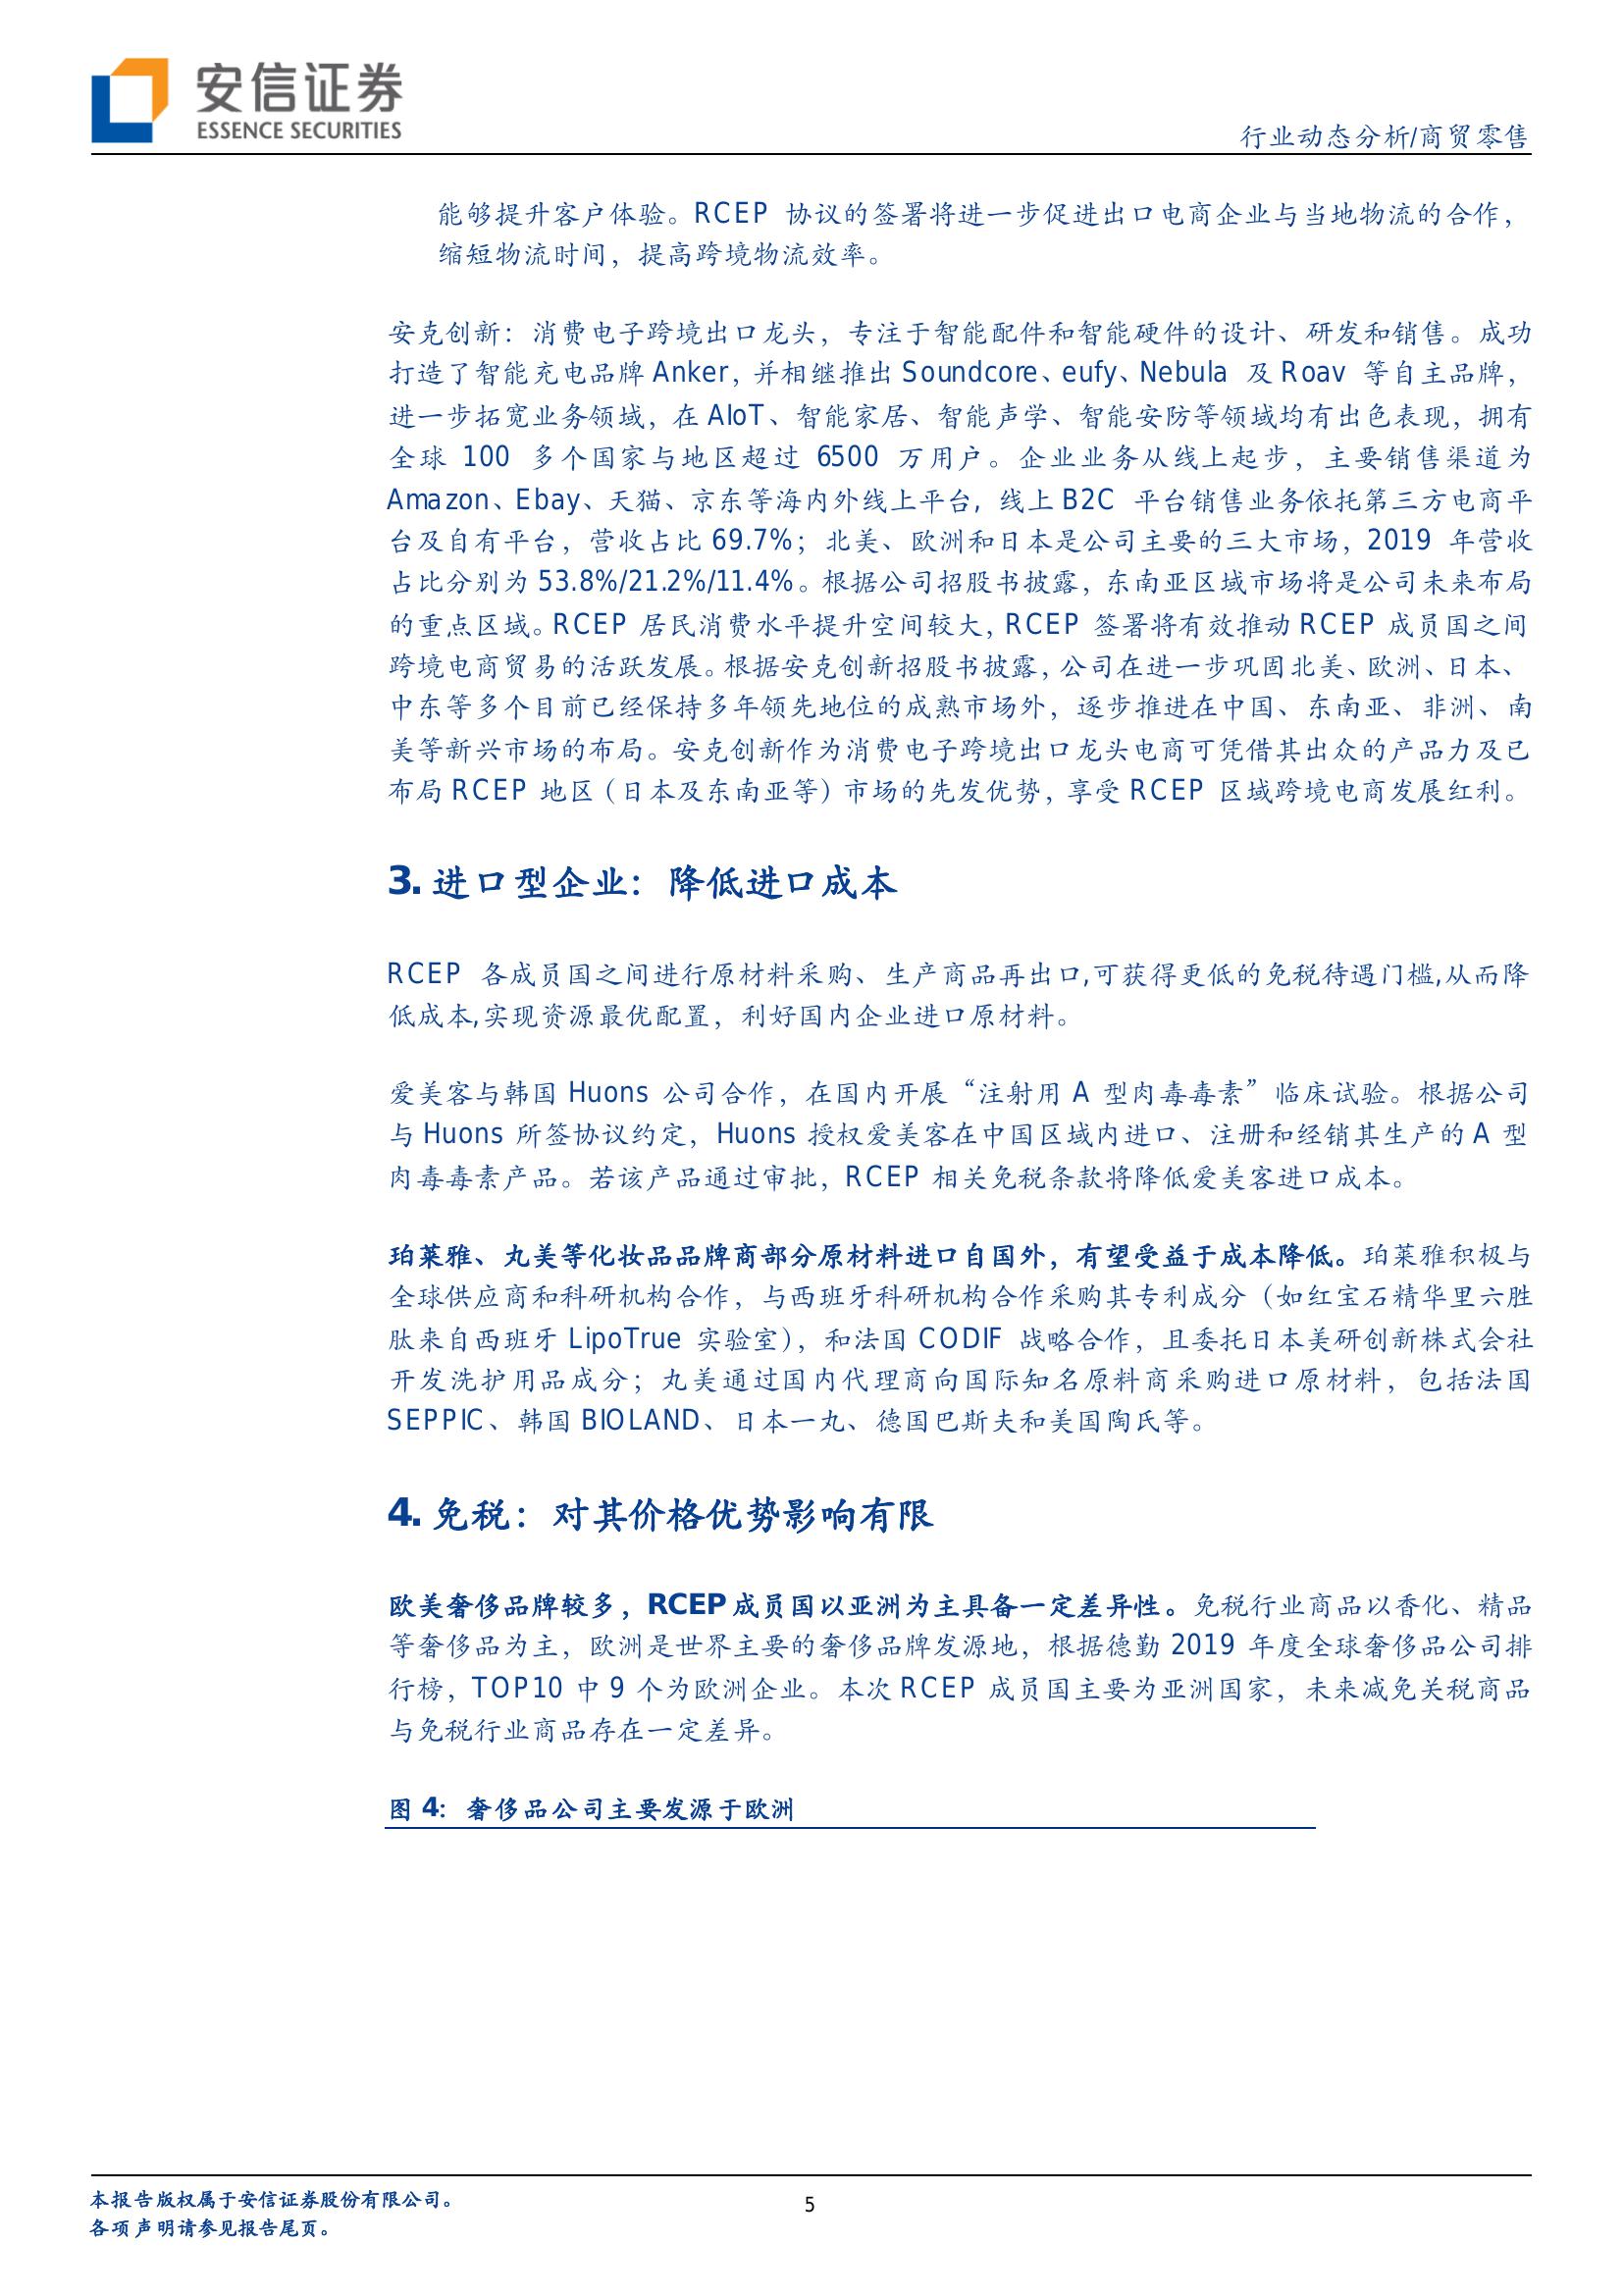 安信证券
ESSENCE SECURITIES
行业动态分析/商贸零售
能够提升客户体验。RCEP 协议的签署将进一步促进出口电商企业与当地物流的合作，
缩短物流时间，提高跨境物流效率。
安克创新：消费电子跨境出口龙头，专注于智能配件和智能硬件的设计、研发和销售。成功
打造了智能充电品牌 Anker，并相继推出 Soundcore、eufy、Nebula 及 Roav 等自主品牌，
进一步拓宽业务领域，在 AIoT、智能家居、智能声学、智能安防等领域均有出色表现，拥有
全球 100 多个国家与地区超过 6500 万用户。企业业务从线上起步，主要销售渠道为
Amazon、Ebay、天猫、京东等海内外线上平台，线上 B2C 平台销售业务依托第三方电商平
台及自有平台，营收占比 69.7%；北美、欧洲和日本是公司主要的三大市场，2019 年营收
占比分别为 53.8%/21.2%/11.4%。根据公司招股书披露，东南亚区域市场将是公司未来布局
的重点区域。RCEP 居民消费水平提升空间较大，RCEP 签署将有效推动 RCEP 成员国之间
跨境电商贸易的活跃发展。根据安克创新招股书披露，公司在进一步巩固北美、欧洲、日本、
中东等多个目前已经保持多年领先地位的成熟市场外，逐步推进在中国、东南亚、非洲、南
美等新兴市场的布局。安克创新作为消费电子跨境出口龙头电商可凭借其出众的产品力及已
布局 RCEP 地区（日本及东南亚等）市场的先发优势，享受 RCEP 区域跨境电商发展红利。
3. 进口型企业：降低进口成本
RCEP 各成员国之间进行原材料采购、生产商品再出口,可获得更低的免税待遇门槛,从而降
低成本,实现资源最优配置，利好国内企业进口原材料。
爱美客与韩国 Huons 公司合作，在国内开展“注射用 A 型肉毒毒素”临床试验。根据公司
与 Huons 所签协议约定，Huons 授权爱美客在中国区域内进口、注册和经销其生产的 A 型
肉毒毒素产品。若该产品通过审批，RCEP 相关免税条款将降低爱美客进口成本。
珀莱雅、丸美等化妆品品牌商部分原材料进口自国外，有望受益于成本降低。珀莱雅积极与
全球供应商和科研机构合作，与西班牙科研机构合作采购其专利成分（如红宝石精华里六胜
肽来自西班牙 LipoTrue 实验室），和法国 CODIF 战略合作，且委托日本美研创新株式会社
开发洗护用品成分；丸美通过国内代理商向国际知名原料商采购进口原材料，包括法国
SEPPIC、韩国 BIOLAND、日本一丸、德国巴斯夫和美国陶氏等。
4. 免税：对其价格优势影响有限
欧美奢侈品牌较多，RCEP 成员国以亚洲为主具备一定差异性。免税行业商品以香化、精品
等奢侈品为主，欧洲是世界主要的奢侈品牌发源地，根据德勤 2019 年度全球奢侈品公司排
行榜，TOP10 中 9 个为欧洲企业。本次 RCEP 成员国主要为亚洲国家，未来减免关税商品
与免税行业商品存在一定差异。
图 4：奢侈品公司主要发源于欧洲
本报告版权属于安信证券股份有限公司。
各项声明请参见报告尾页。
5